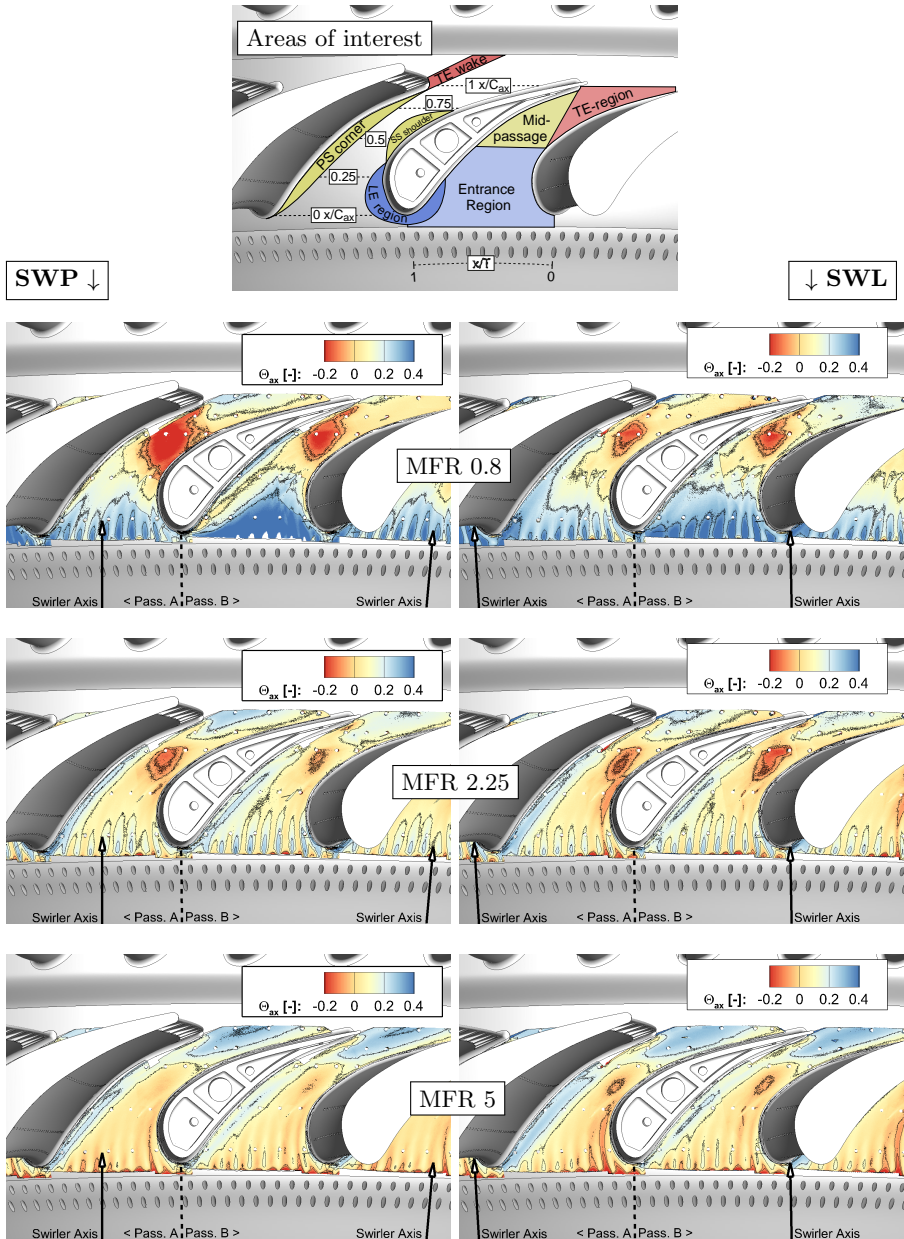 Areas of interest
TE wake
1 x/Cax
0.75
TE-region
SS shoulder
Mid-
passage
PS corner
0.5
0.25
LE region
Entrance
Region
0 x/Cax
x/T
1
0
SWP ↓
↓ SWL
Θax [-]: -0.2 0 0.2 0.4
Θax [-]: -0.2 0 0.2 0.4
MFR 0.8
Swirler Axis < Pass. A Pass. B > Swirler Axis
Swirler Axis < Pass. A Pass. B > Swirler Axis
Θax [-]: -0.2 0 0.2 0.4
Θax [-]: -0.2 0 0.2 0.4
MFR 2.25
Swirler Axis < Pass. A Pass. B > Swirler Axis
Swirler Axis < Pass. A Pass. B > Swirler Axis
Θax [-]: -0.2 0 0.2 0.4
Θax [-]: -0.2 0 0.2 0.4
MFR 5
Swirler Axis < Pass. A Pass. B > Swirler Axis
Swirler Axis < Pass. A Pass. B > Swirler Axis